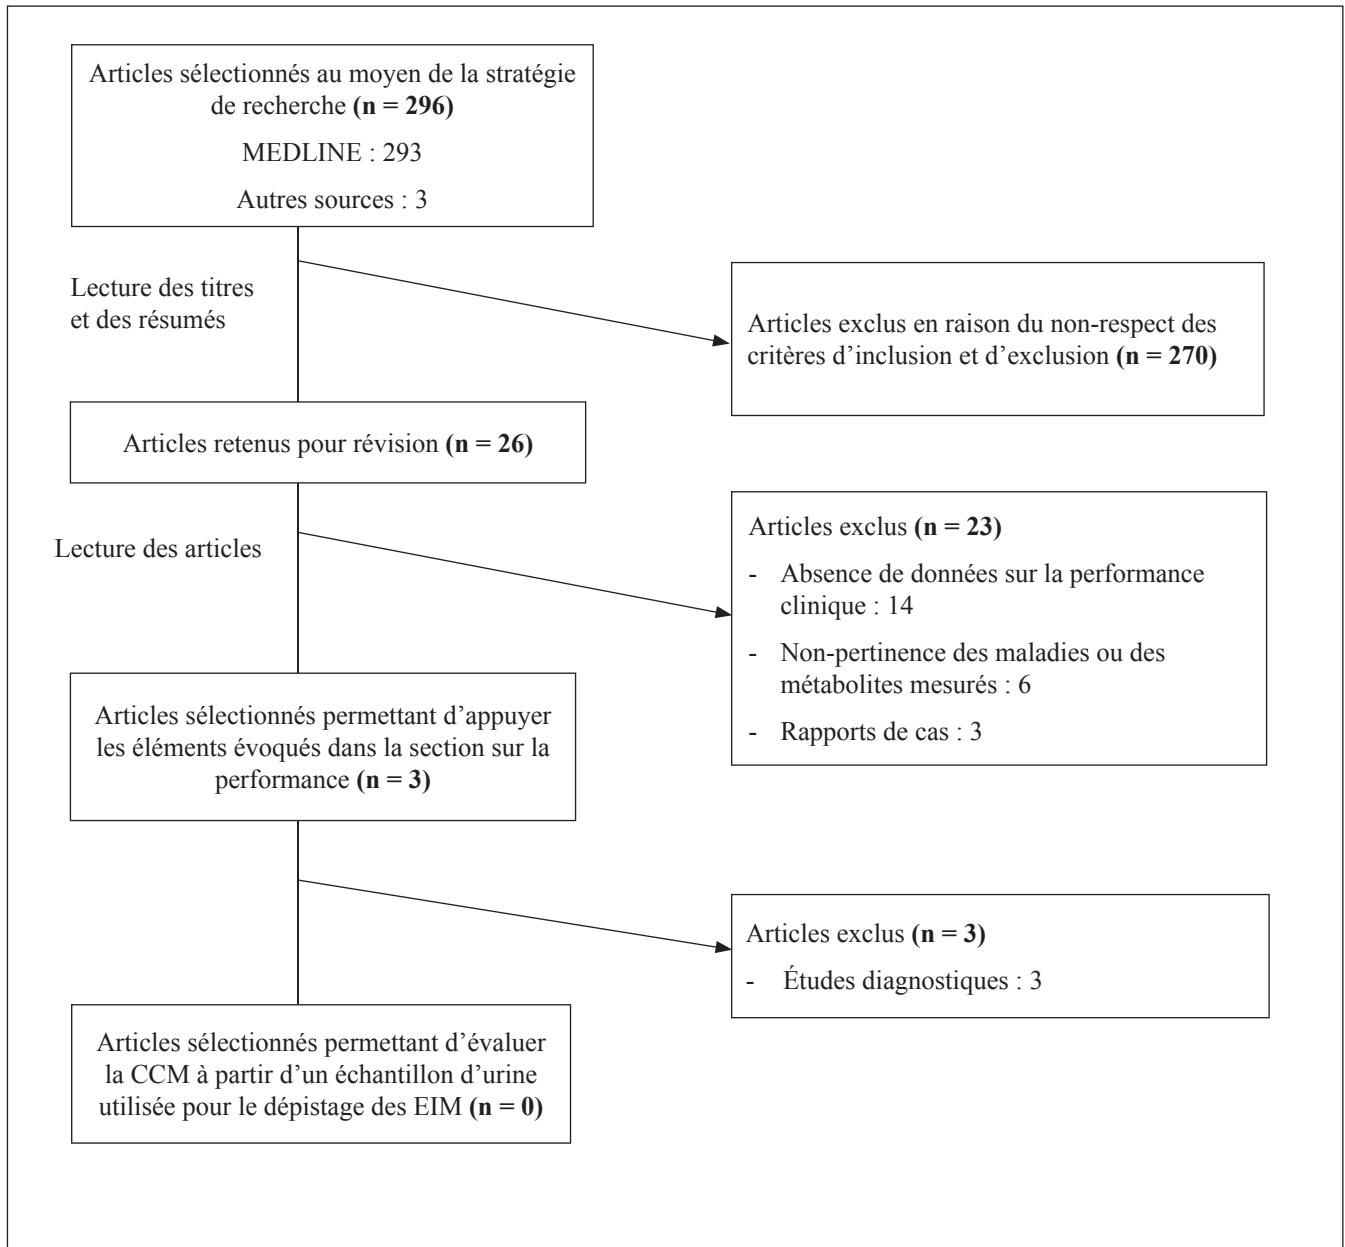 Articles sélectionnés au moyen de la stratégie
de recherche (n = 296)
MEDLINE : 293
Autres sources : 3
Lecture des titres
et des résumés
Articles exclus en raison du non-respect des
critères d’inclusion et d’exclusion (n = 270)
Articles retenus pour révision (n = 26)
Lecture des articles
Articles exclus (n = 23)
- Absence de données sur la performance
clinique : 14
- Non-pertinence des maladies ou des
métabolites mesurés : 6
- Rapports de cas : 3
Articles sélectionnés permettant d’appuyer
les éléments évoqués dans la section sur la
performance (n = 3)
Articles exclus (n = 3)
- Études diagnostiques : 3
Articles sélectionnés permettant d’évaluer
la CCM à partir d’un échantillon d’urine
utilisée pour le dépistage des EIM (n = 0)